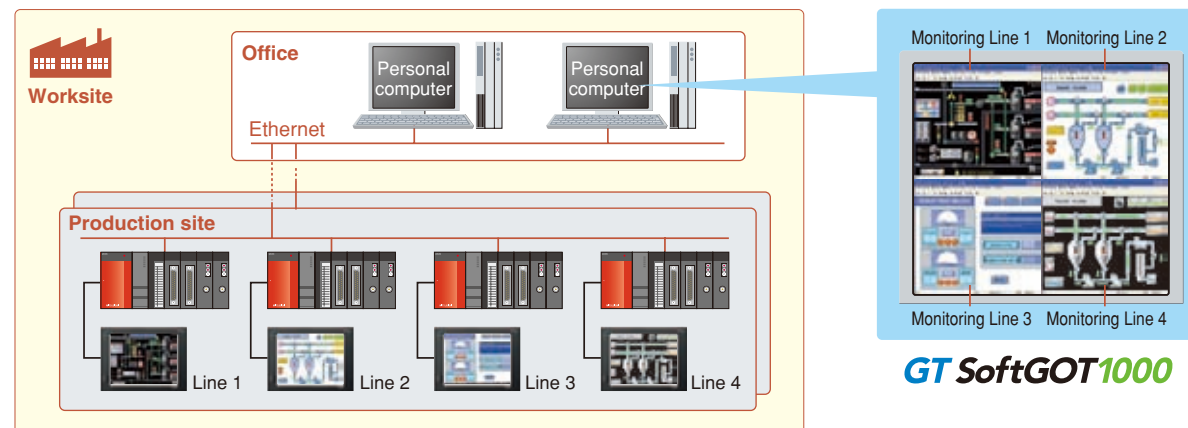 Worksite
Office
Personal
computer
Personal
computer
Ethernet
Production site
Line 1
Line 2
Line 3
Line 4
Monitoring Line 1
Monitoring Line 2
Monitoring Line 3
Monitoring Line 4
GT SoftGOT1000